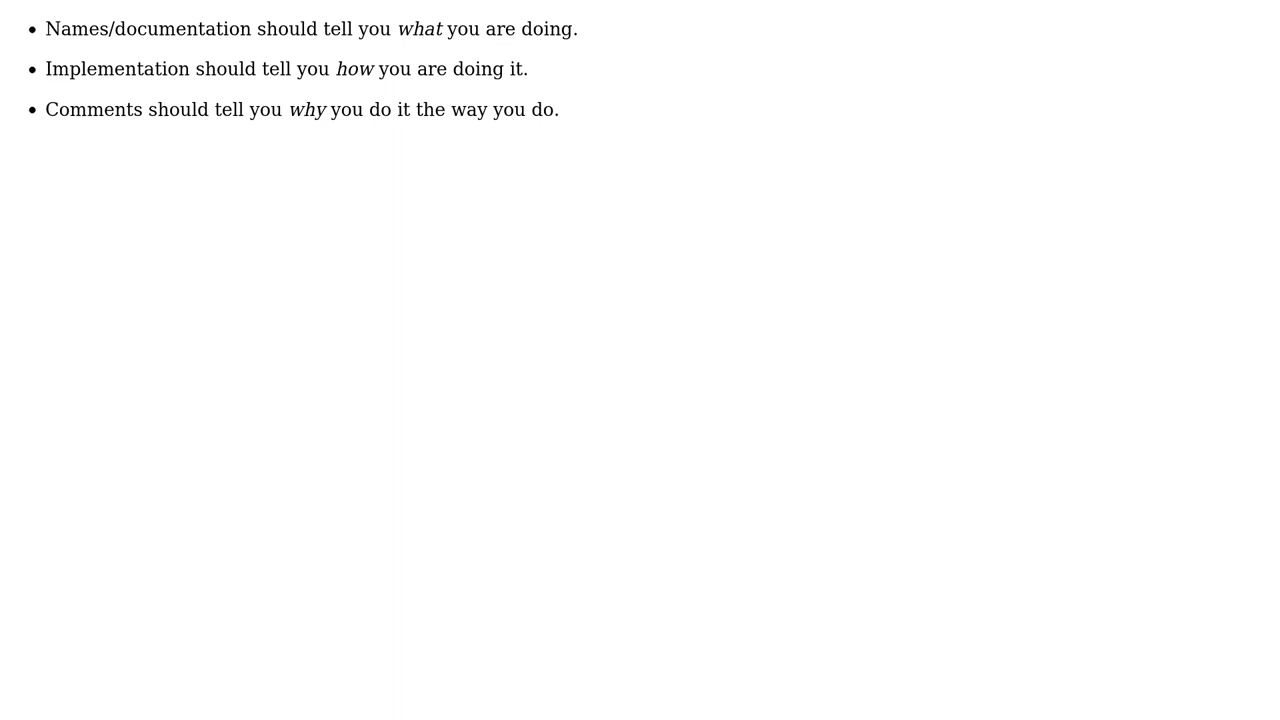 • Names/documentation should tell you what you are doing.
• Implementation should tell you how you are doing it.
• Comments should tell you why you do it the way you do.